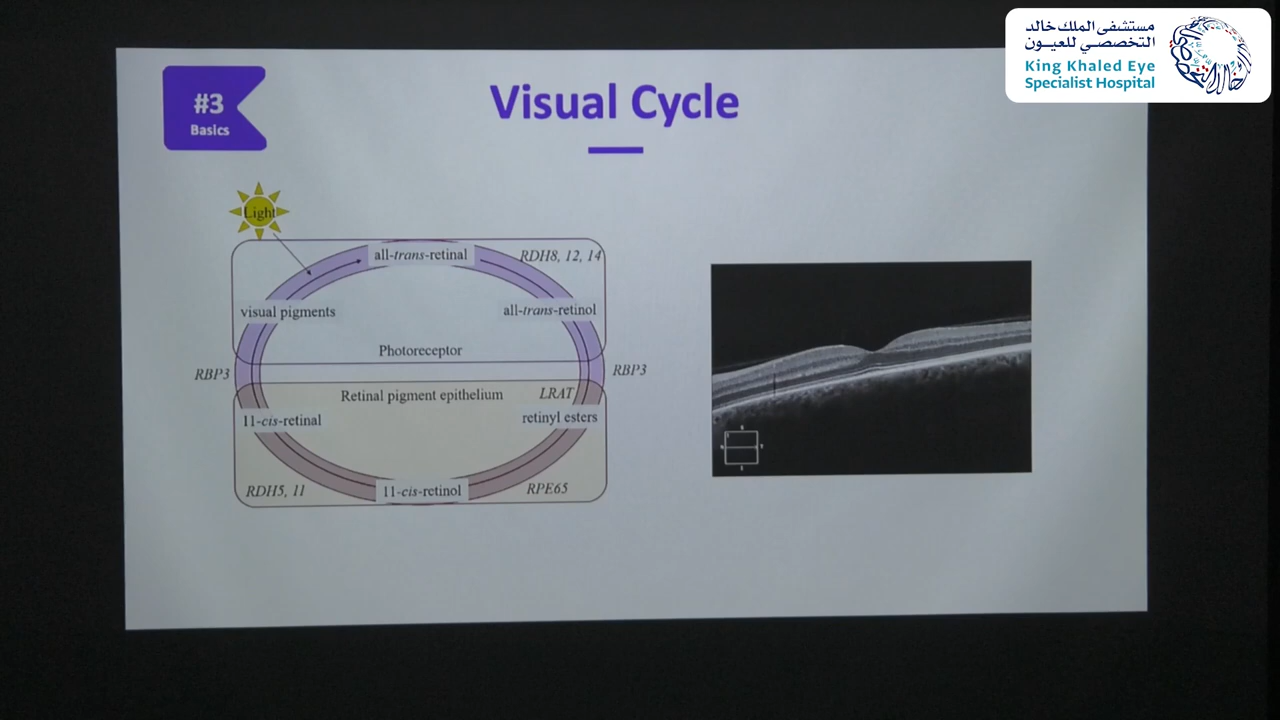 مستشفى الملك خالد
التخصصي للعيون
King Khaled Eye
Specialist Hospital
#3
Basics
Visual Cycle
Light
all-trans-retinal
RDH8, 12, 14
visual pigments
all-trans-retinol
Photoreceptor
RBP3
RBP3
Retinal pigment epithelium
LRAT
11-cis-retinal
retinyl esters
RDH5, 11
11-cis-retinol
RPE65